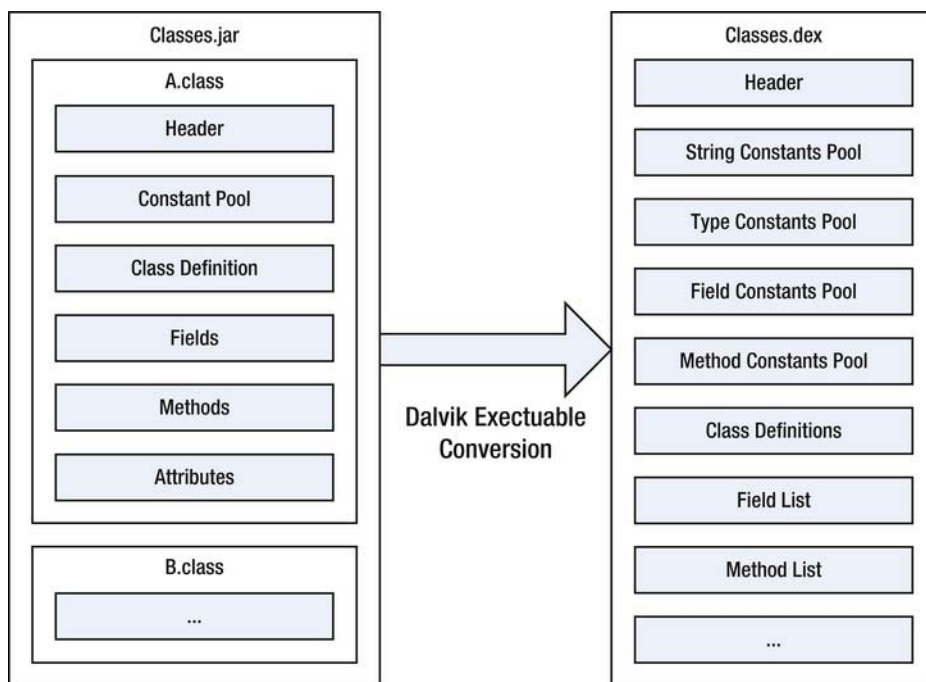 Classes.jar
A.class
Header
Constant Pool
Class Definition
Fields
Methods
Attributes
B.class
...
Dalvik Exectuable
Conversion
Classes.dex
Header
String Constants Pool
Type Constants Pool
Field Constants Pool
Method Constants Pool
Class Definitions
Field List
Method List
...